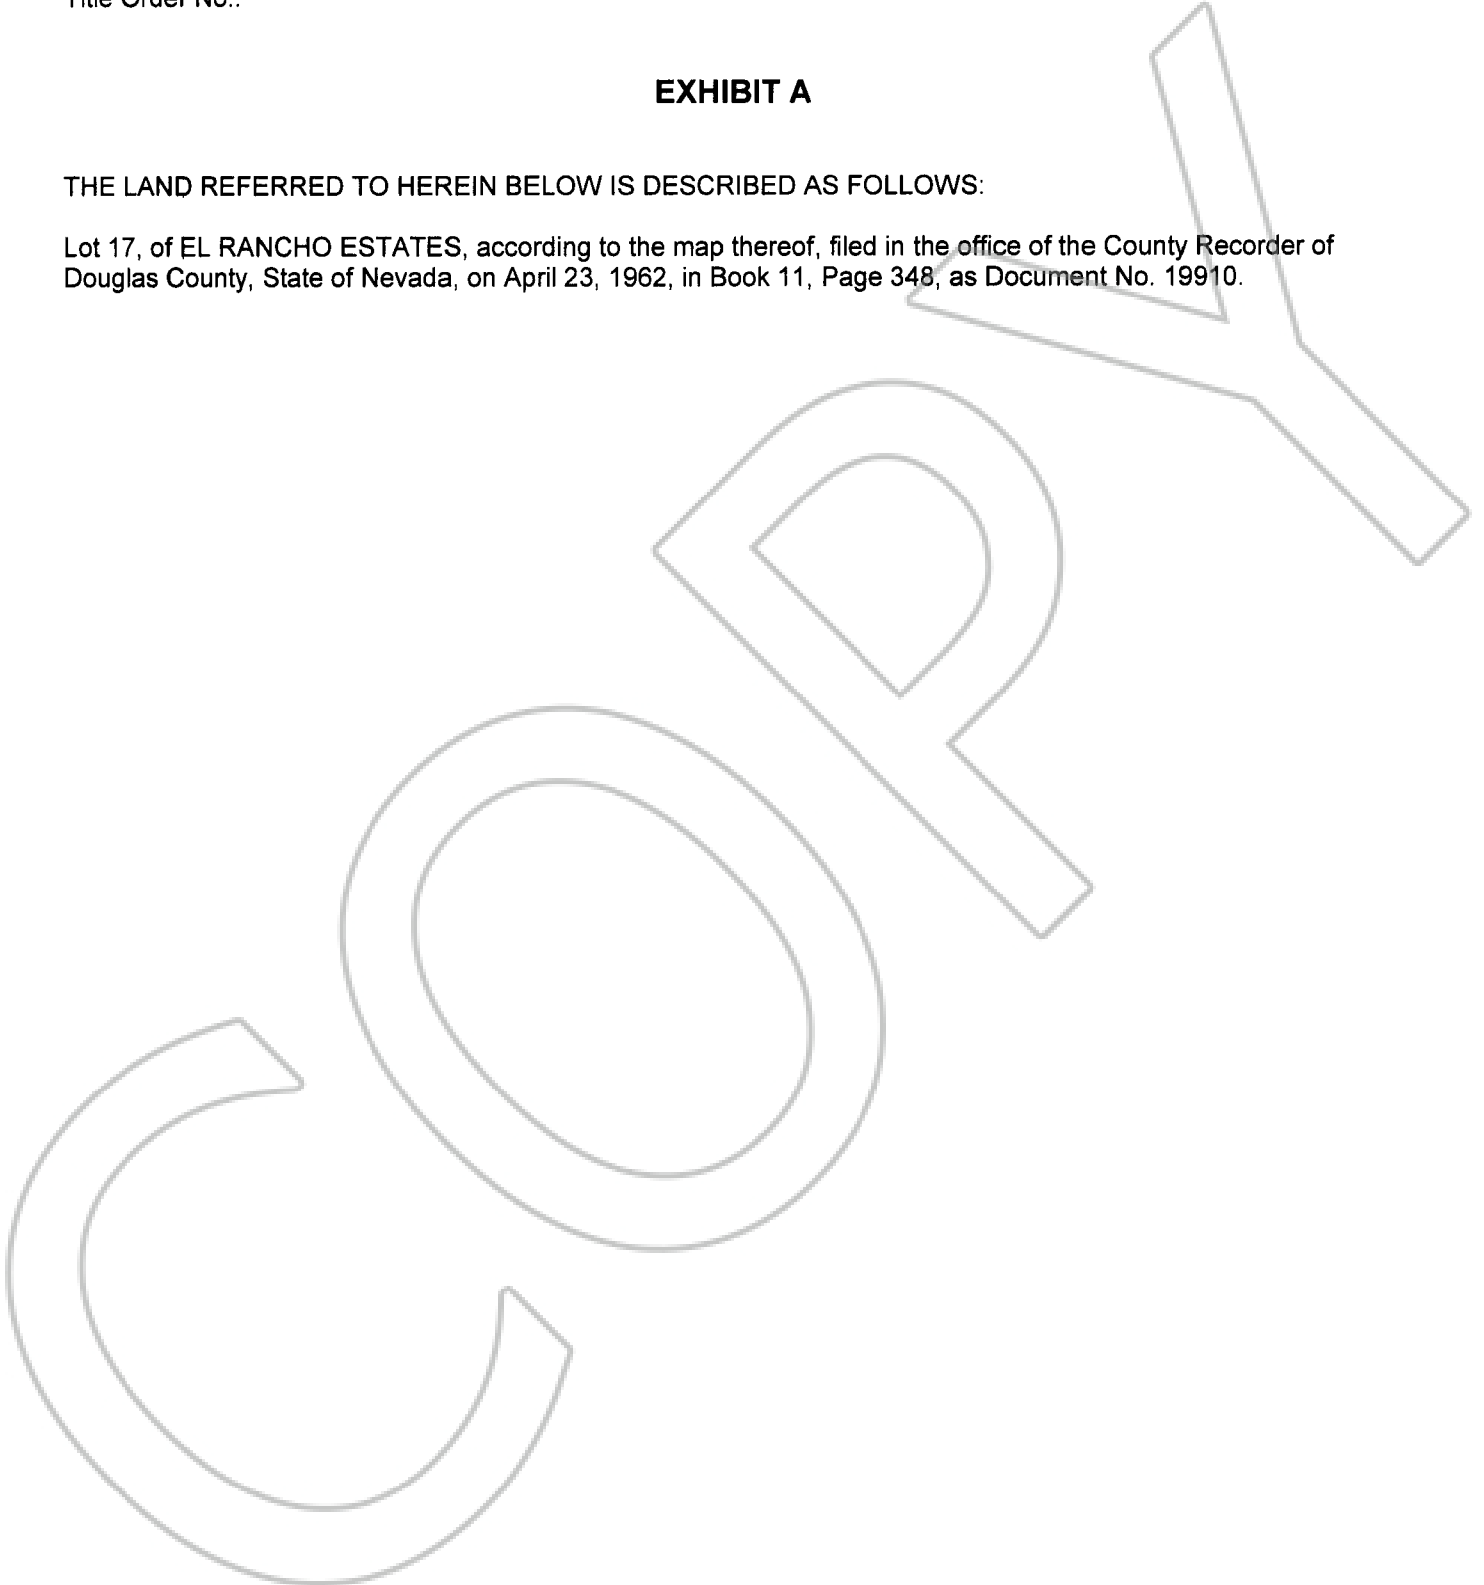 Title Order No.:
EXHIBIT A
THE LAND REFERRED TO HEREIN BELOW IS DESCRIBED AS FOLLOWS:
Lot 17, of EL RANCHO ESTATES, according to the map thereof, filed in the office of the County Recorder of
Douglas County, State of Nevada, on April 23, 1962, in Book 11, Page 348, as Document No. 19910.
COPY